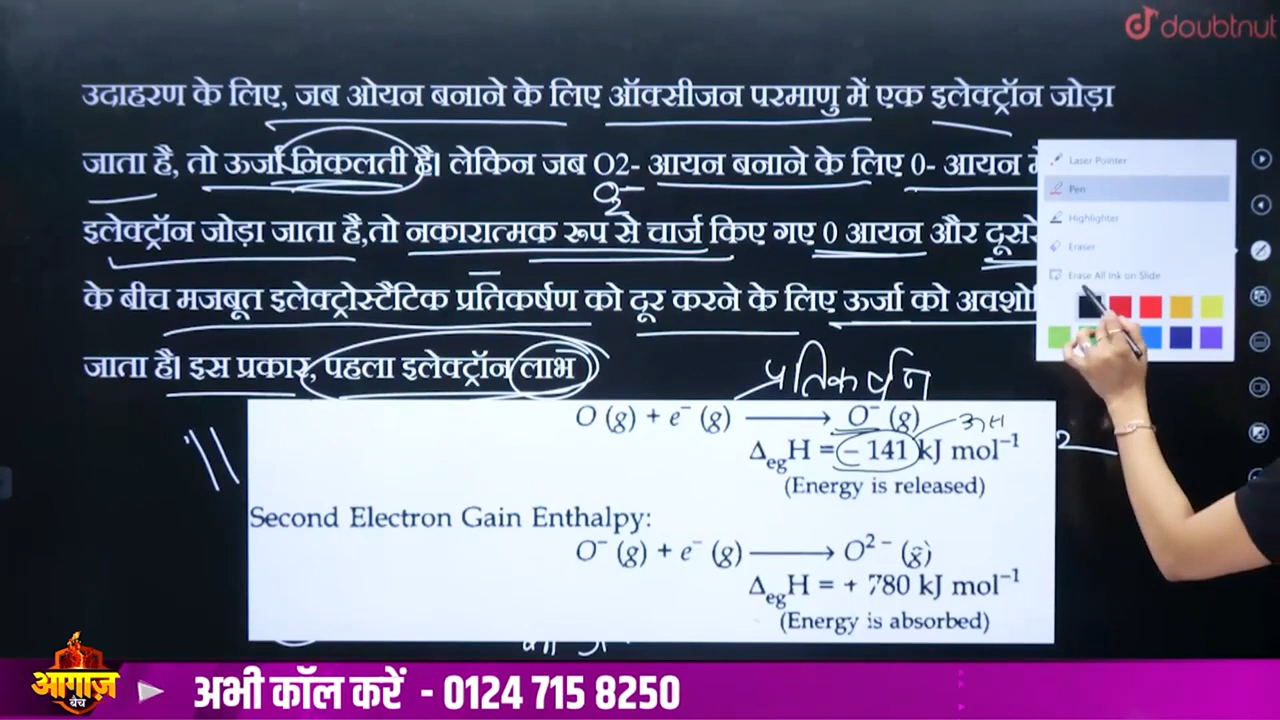 doubtnut
उदाहरण के लिए, जब ओयन बनाने के लिए ऑक्सीजन परमाणु में एक इलेक्ट्रॉन जोड़ा
जाता है, तो ऊर्जा निकलती है। लेकिन जब O2- आयन बनाने के लिए 0- आयन में
इलेक्ट्रॉन जोड़ा जाता है,तो नकारात्मक रूप से चार्ज किए गए 0 आयन और दूसरे
के बीच मजबूत इलेक्ट्रोस्टैटिक प्रतिकर्षण को दूर करने के लिए ऊर्जा को
जाता है। इस प्रकार, पहला इलेक्ट्रॉन लाभ
प्रतिकर्षण
O (g) + e⁻ (g) ⟶ O⁻ (g)
ΔegH = – 141 kJ mol⁻¹
(Energy is released)
Second Electron Gain Enthalpy:
O⁻ (g) + e⁻ (g) ⟶ O²⁻ (g)
ΔegH = + 780 kJ mol⁻¹
(Energy is absorbed)
Laser Pointer
Pen
Highlighter
Eraser
Erase All Ink on Slide
आगाज़
बैच
अभी कॉल करें - 0124 715 8250